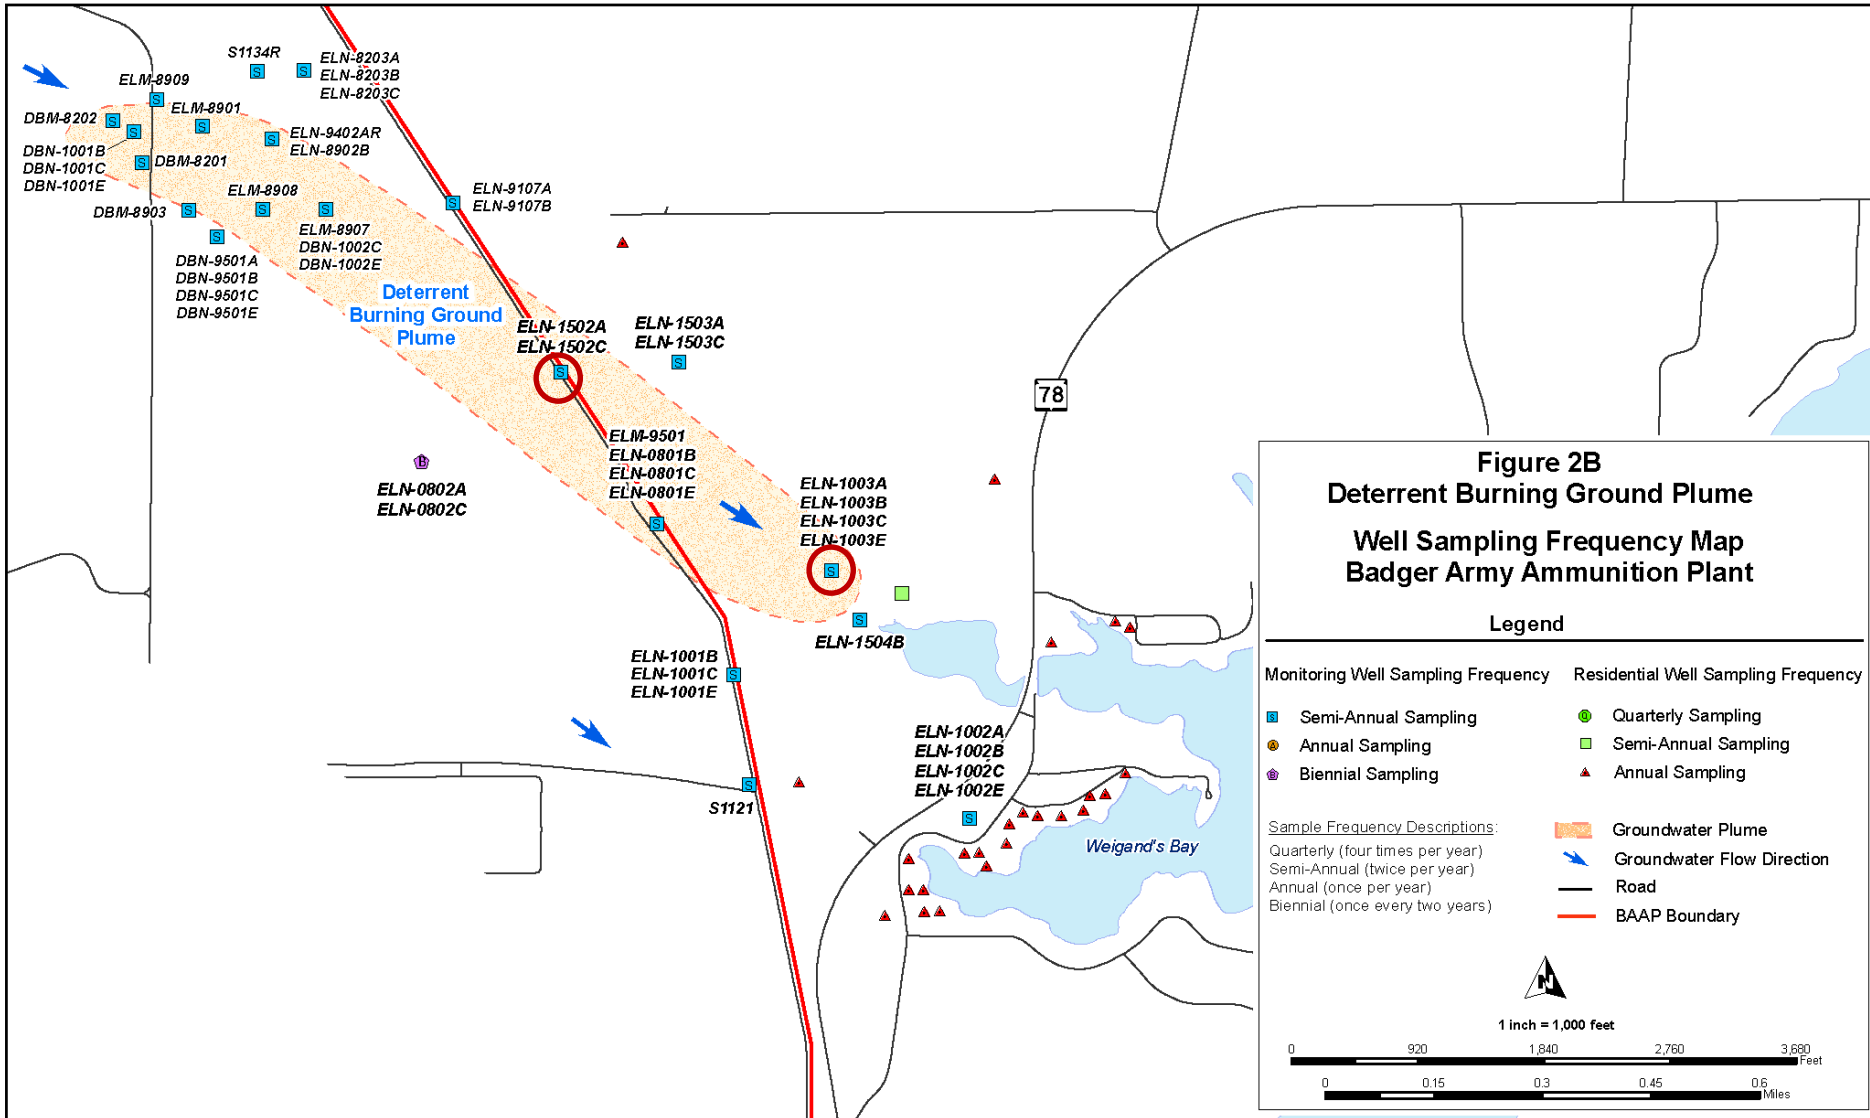 S1134R
ELN-8203A
ELN-8203B
ELN-8203C
ELM-8909
ELM-8901
DBM-8202
ELN-9402AR
ELN-8902B
DBN-1001B
DBN-1001C
DBN-1001E
DBM-8201
ELM-8908
ELN-9107A
ELN-9107B
DBM-8903
ELM-8907
DBN-1002C
DBN-1002E
DBN-9501A
DBN-9501B
DBN-9501C
DBN-9501E
Deterrent
Burning Ground
Plume
ELN-1502A
ELN-1502C
ELN-1503A
ELN-1503C
78
ELM-9501
ELN-0801B
ELN-0801C
ELN-0801E
ELN-0802A
ELN-0802C
ELN-1003A
ELN-1003B
ELN-1003C
ELN-1003E
ELN-1504B
ELN-1001B
ELN-1001C
ELN-1001E
ELN-1002A
ELN-1002B
ELN-1002C
ELN-1002E
S1121
Weigand's Bay
Figure 2B
Deterrent Burning Ground Plume
Well Sampling Frequency Map
Badger Army Ammunition Plant
Legend
Monitoring Well Sampling Frequency
S Semi-Annual Sampling
A Annual Sampling
B Biennial Sampling
Residential Well Sampling Frequency
Q Quarterly Sampling
Semi-Annual Sampling
Annual Sampling
Sample Frequency Descriptions:
Quarterly (four times per year)
Semi-Annual (twice per year)
Annual (once per year)
Biennial (once every two years)
Groundwater Plume
Groundwater Flow Direction
Road
BAAP Boundary
N
1 inch = 1,000 feet
0 920 1,840 2,760 3,680
Feet
0 0.15 0.3 0.45 0.6
Miles